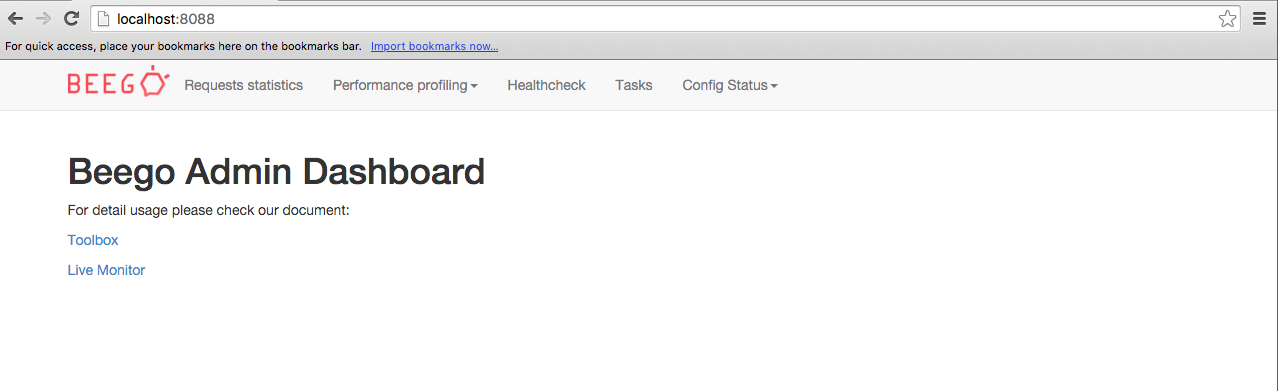 localhost:8088
For quick access, place your bookmarks here on the bookmarks bar. Import bookmarks now...
BEEGO Requests statistics Performance profiling Healthcheck Tasks Config Status
Beego Admin Dashboard
For detail usage please check our document:
Toolbox
Live Monitor